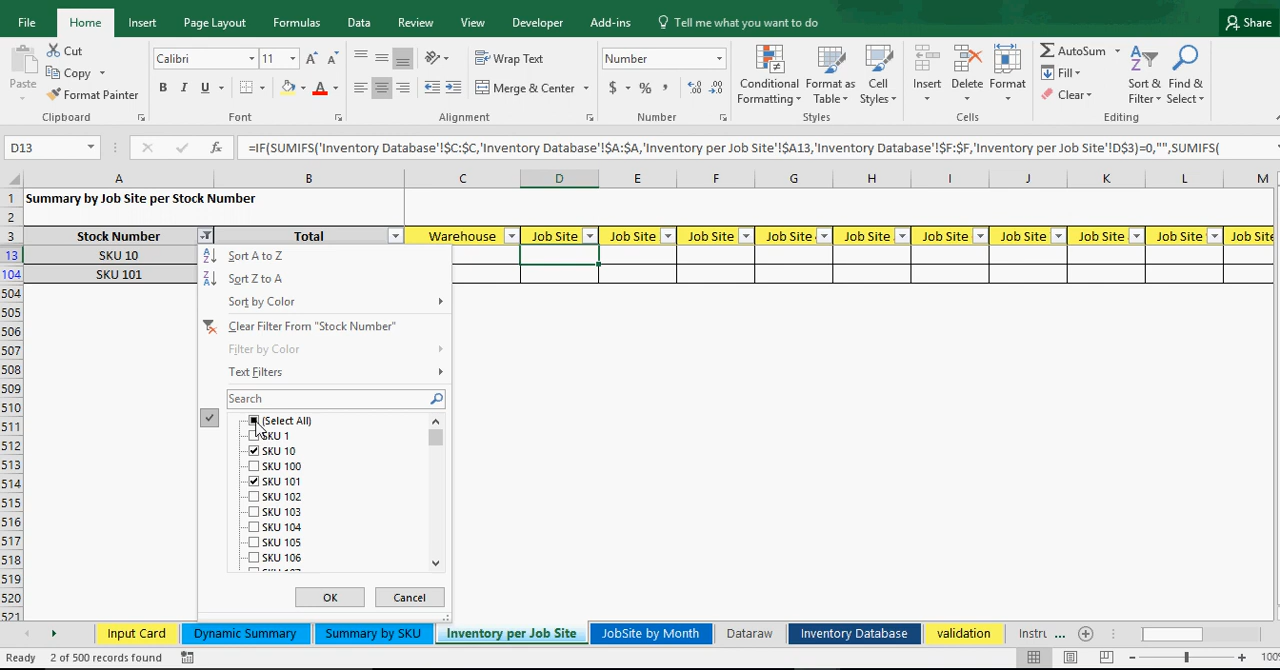 File Home Insert Page Layout Formulas Data Review View Developer Add-ins Tell me what you want to do Share
Paste Cut Copy Format Painter Clipboard
Calibri 11 A A B I U A Font
Wrap Text Merge & Center Alignment
Number $ % , Number
Conditional Formatting Format as Table Cell Styles Styles
Insert Delete Format Cells
AutoSum Fill Clear Sort & Filter Find & Select Editing
D13 fx =IF(SUMIFS('Inventory Database'!$C:$C,'Inventory Database'!$A:$A,'Inventory per Job Site'!$A13,'Inventory Database'!$F:$F,'Inventory per Job Site'!D$3)=0,"",SUMIFS(
A B C D E F G H I J K L M
1 Summary by Job Site per Stock Number
2
3 Stock Number Total Warehouse Job Site Job Site Job Site Job Site Job Site Job Site Job Site Job Site Job Site Job Site
13 SKU 10
104 SKU 101
504
505
506
507
508
509
510
511
512
513
514
515
516
517
518
519
520
521
Sort A to Z
Sort Z to A
Sort by Color
Clear Filter From "Stock Number"
Filter by Color
Text Filters
Search
(Select All)
SKU 1
SKU 10
SKU 100
SKU 101
SKU 102
SKU 103
SKU 104
SKU 105
SKU 106
OK Cancel
Input Card Dynamic Summary Summary by SKU Inventory per Job Site JobSite by Month Dataraw Inventory Database validation Instru ...
Ready 2 of 500 records found 100%